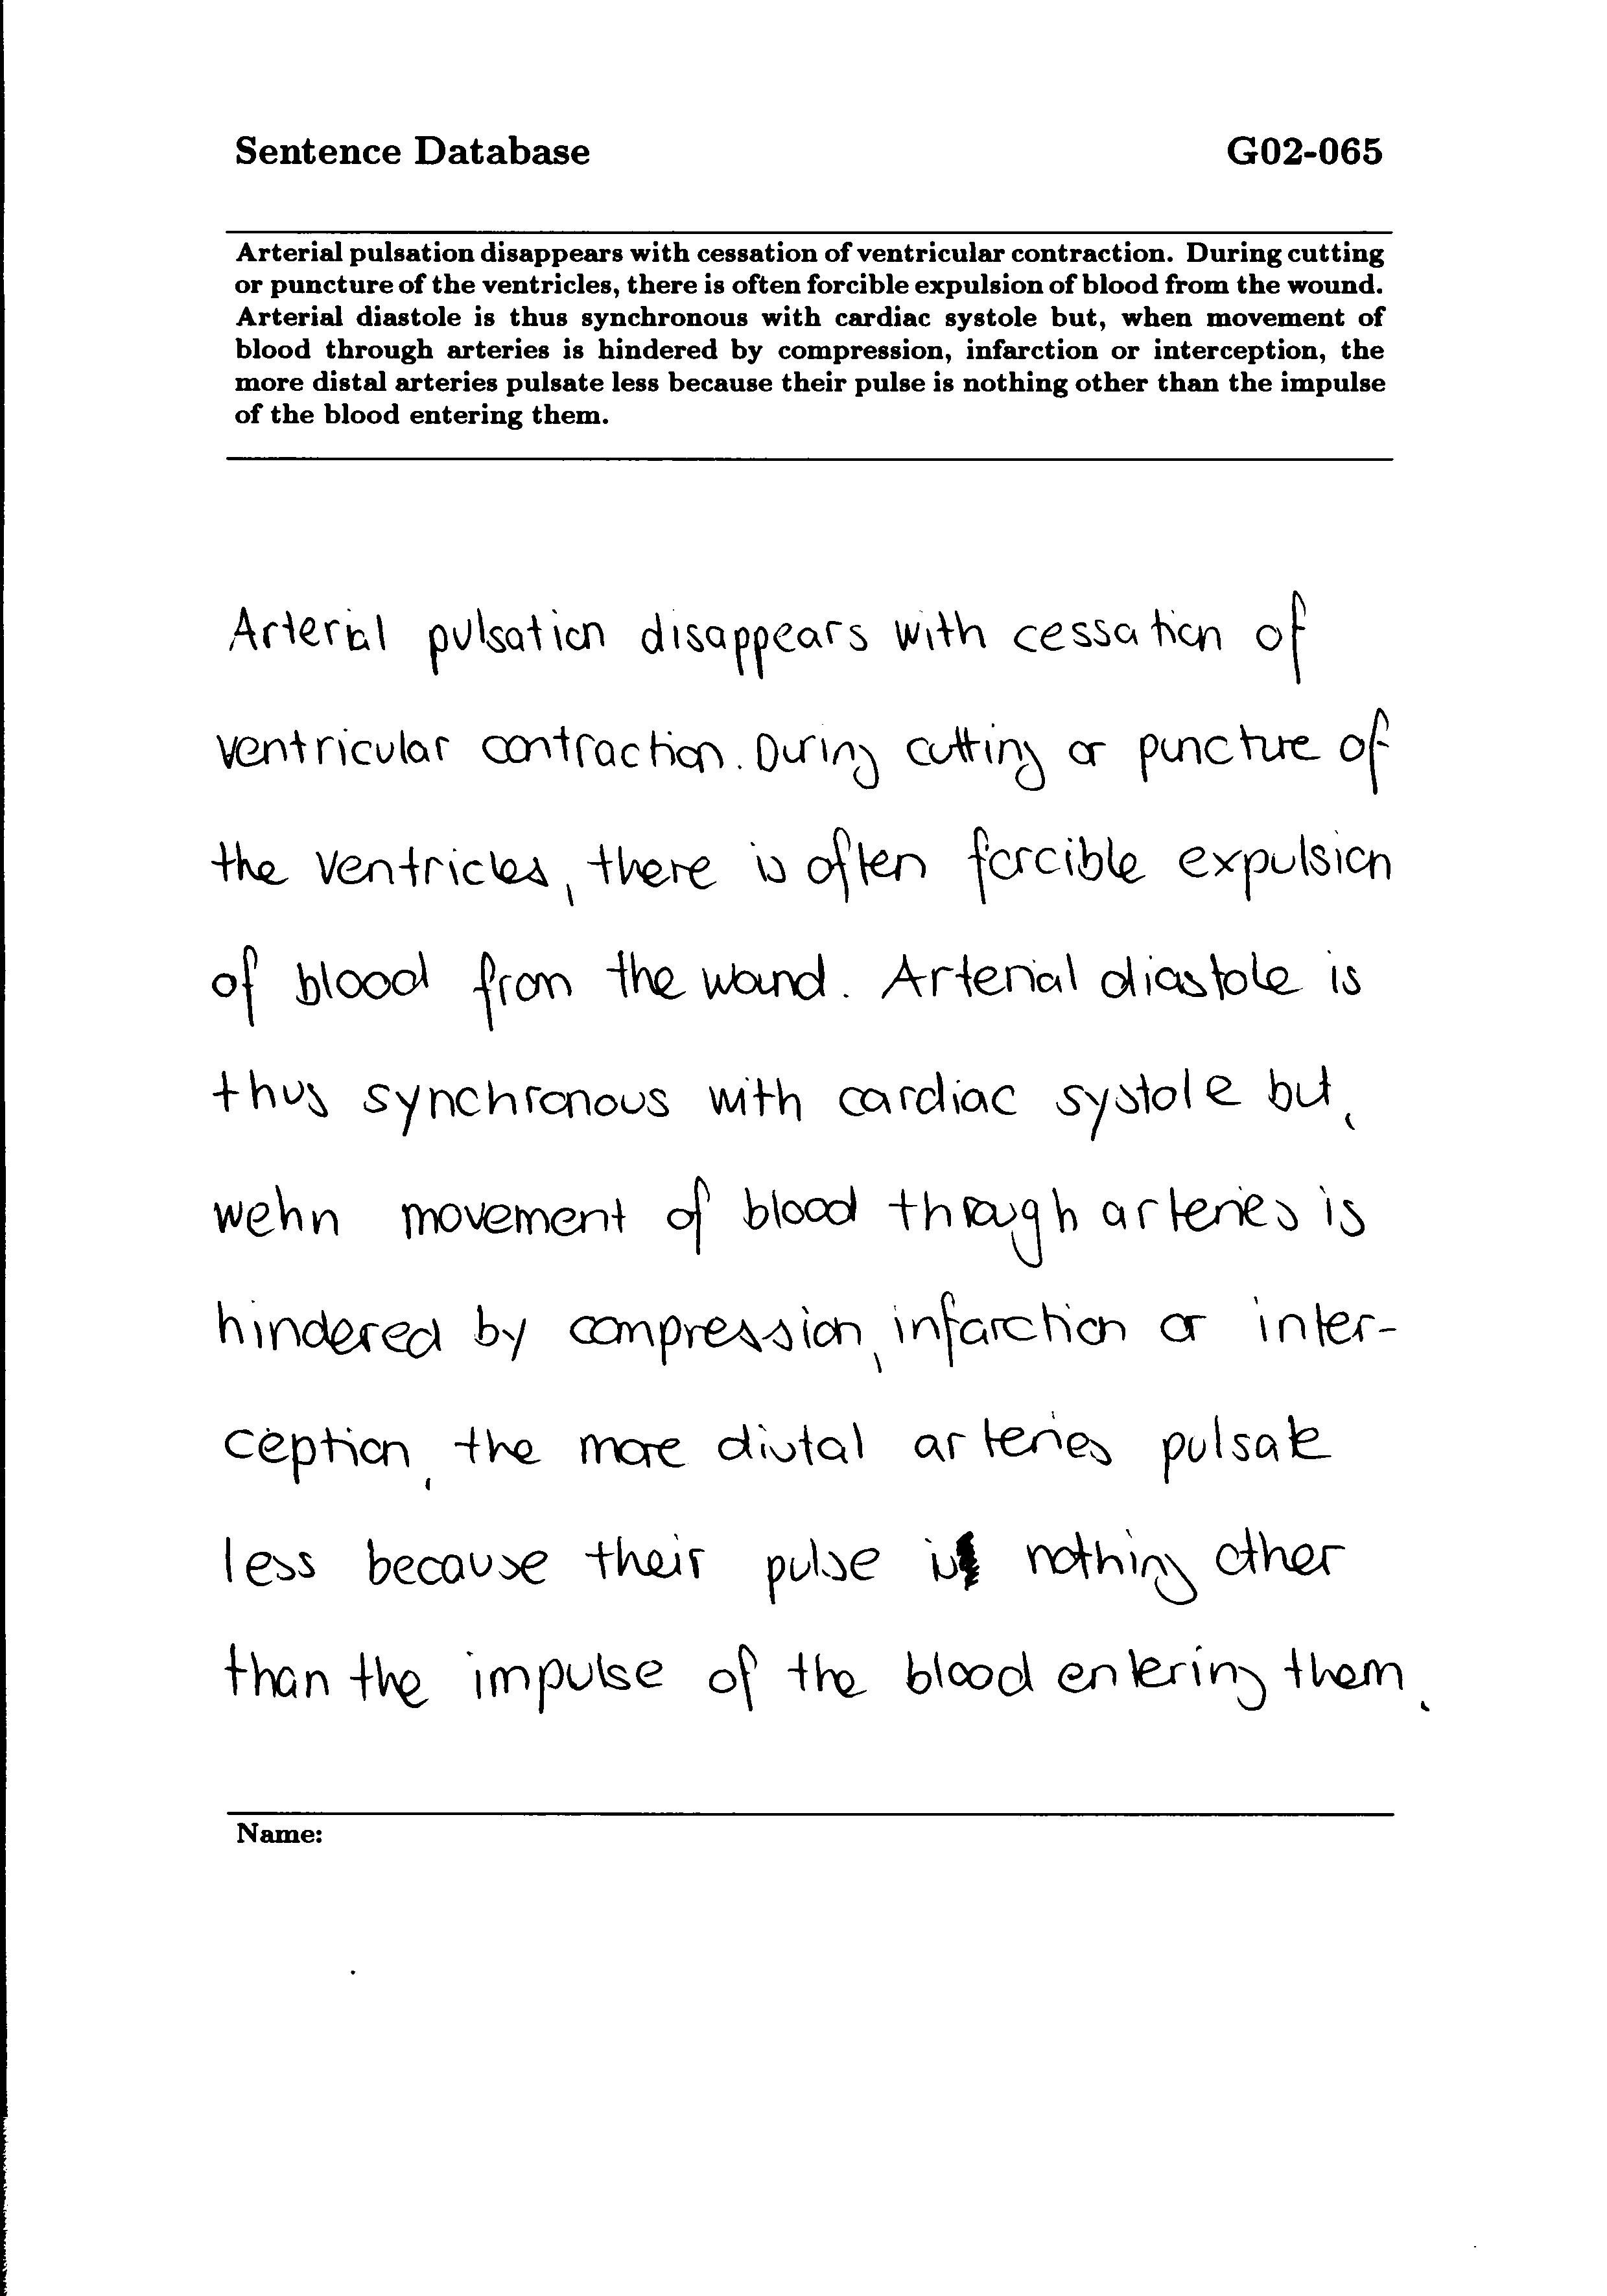 Sentence Database G02-065
Arterial pulsation disappears with cessation of ventricular contraction. During cutting
or puncture of the ventricles, there is often forcible expulsion of blood from the wound.
Arterial diastole is thus synchronous with cardiac systole but, when movement of
blood through arteries is hindered by compression, infarction or interception, the
more distal arteries pulsate less because their pulse is nothing other than the impulse
of the blood entering them.
Arterial pulsation disappears with cessation of
ventricular contraction. During cutting or puncture of
the ventricles, there is often forcible expulsion
of blood from the wound. Arterial diastole is
thus synchronous with cardiac systole but,
wehn movement of blood through arteries is
hindered by compression, infarction or inter-
ception, the more distal arteries pulsate
less because their pulse is nothing other
than the impulse of the blood entering them.
Name: